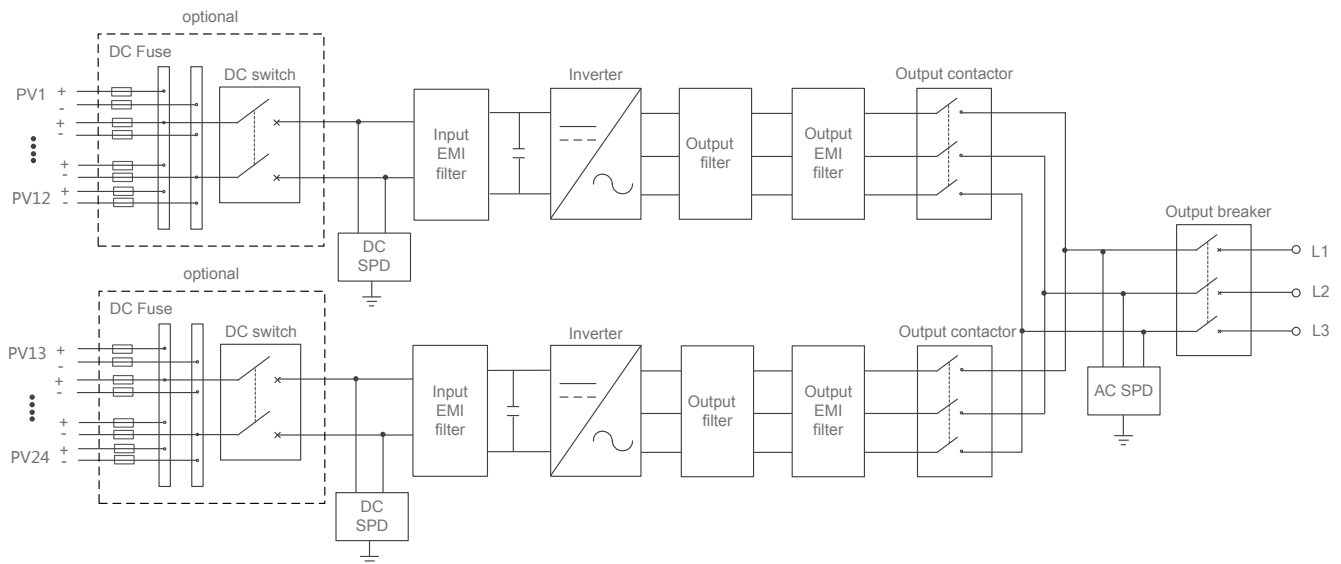 optional
DC Fuse
DC switch
PV1
+
-
+
-
+
-
+
-
PV12
DC
SPD
Input
EMI
filter
Inverter
Output
filter
Output
EMI
filter
Output contactor
Output breaker
L1
L2
L3
AC SPD
optional
DC Fuse
DC switch
PV13
+
-
+
-
+
-
+
-
PV24
DC
SPD
Input
EMI
filter
Inverter
Output
filter
Output
EMI
filter
Output contactor